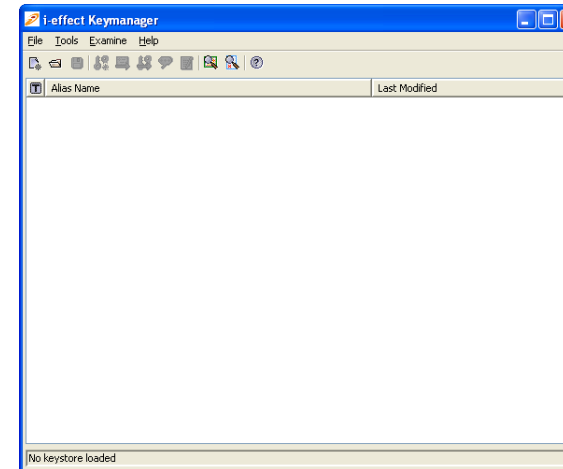 i-effect Keymanager
File Tools Examine Help
T Alias Name Last Modified
No keystore loaded